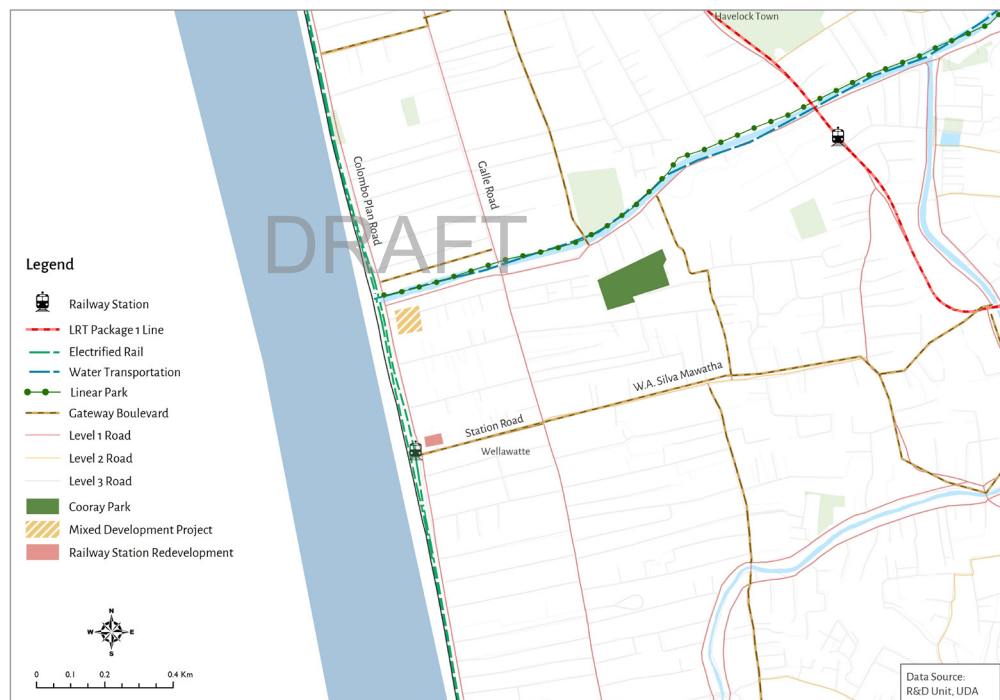 Havelock Town
Colombo Plan Road
Galle Road
DRAFT
Legend
Railway Station
LRT Package 1 Line
Electrified Rail
Water Transportation
Linear Park
Gateway Boulevard
Level 1 Road
Level 2 Road
Level 3 Road
Cooray Park
Mixed Development Project
Railway Station Redevelopment
W.A. Silva Mawatha
Station Road
Wellawatte
N
W E
S
0 0.1 0.2 0.4 Km
Data Source:
R&D Unit, UDA